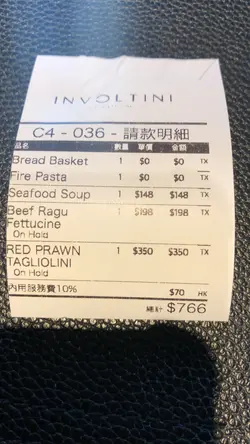 INVOLTINI
C4 - 036 - 請款明細
品名 數量 單價 金額
Bread Basket 1 $0 $0 TX
Fire Pasta 1 $0 $0 TX
Seafood Soup 1 $148 $148 TX
Beef Ragu 1 $198 $198 TX
Fettucine
On Hold
RED PRAWN 1 $350 $350 TX
TAGLIOLINI
On Hold
內用服務費10% $70 HK
總計 $766